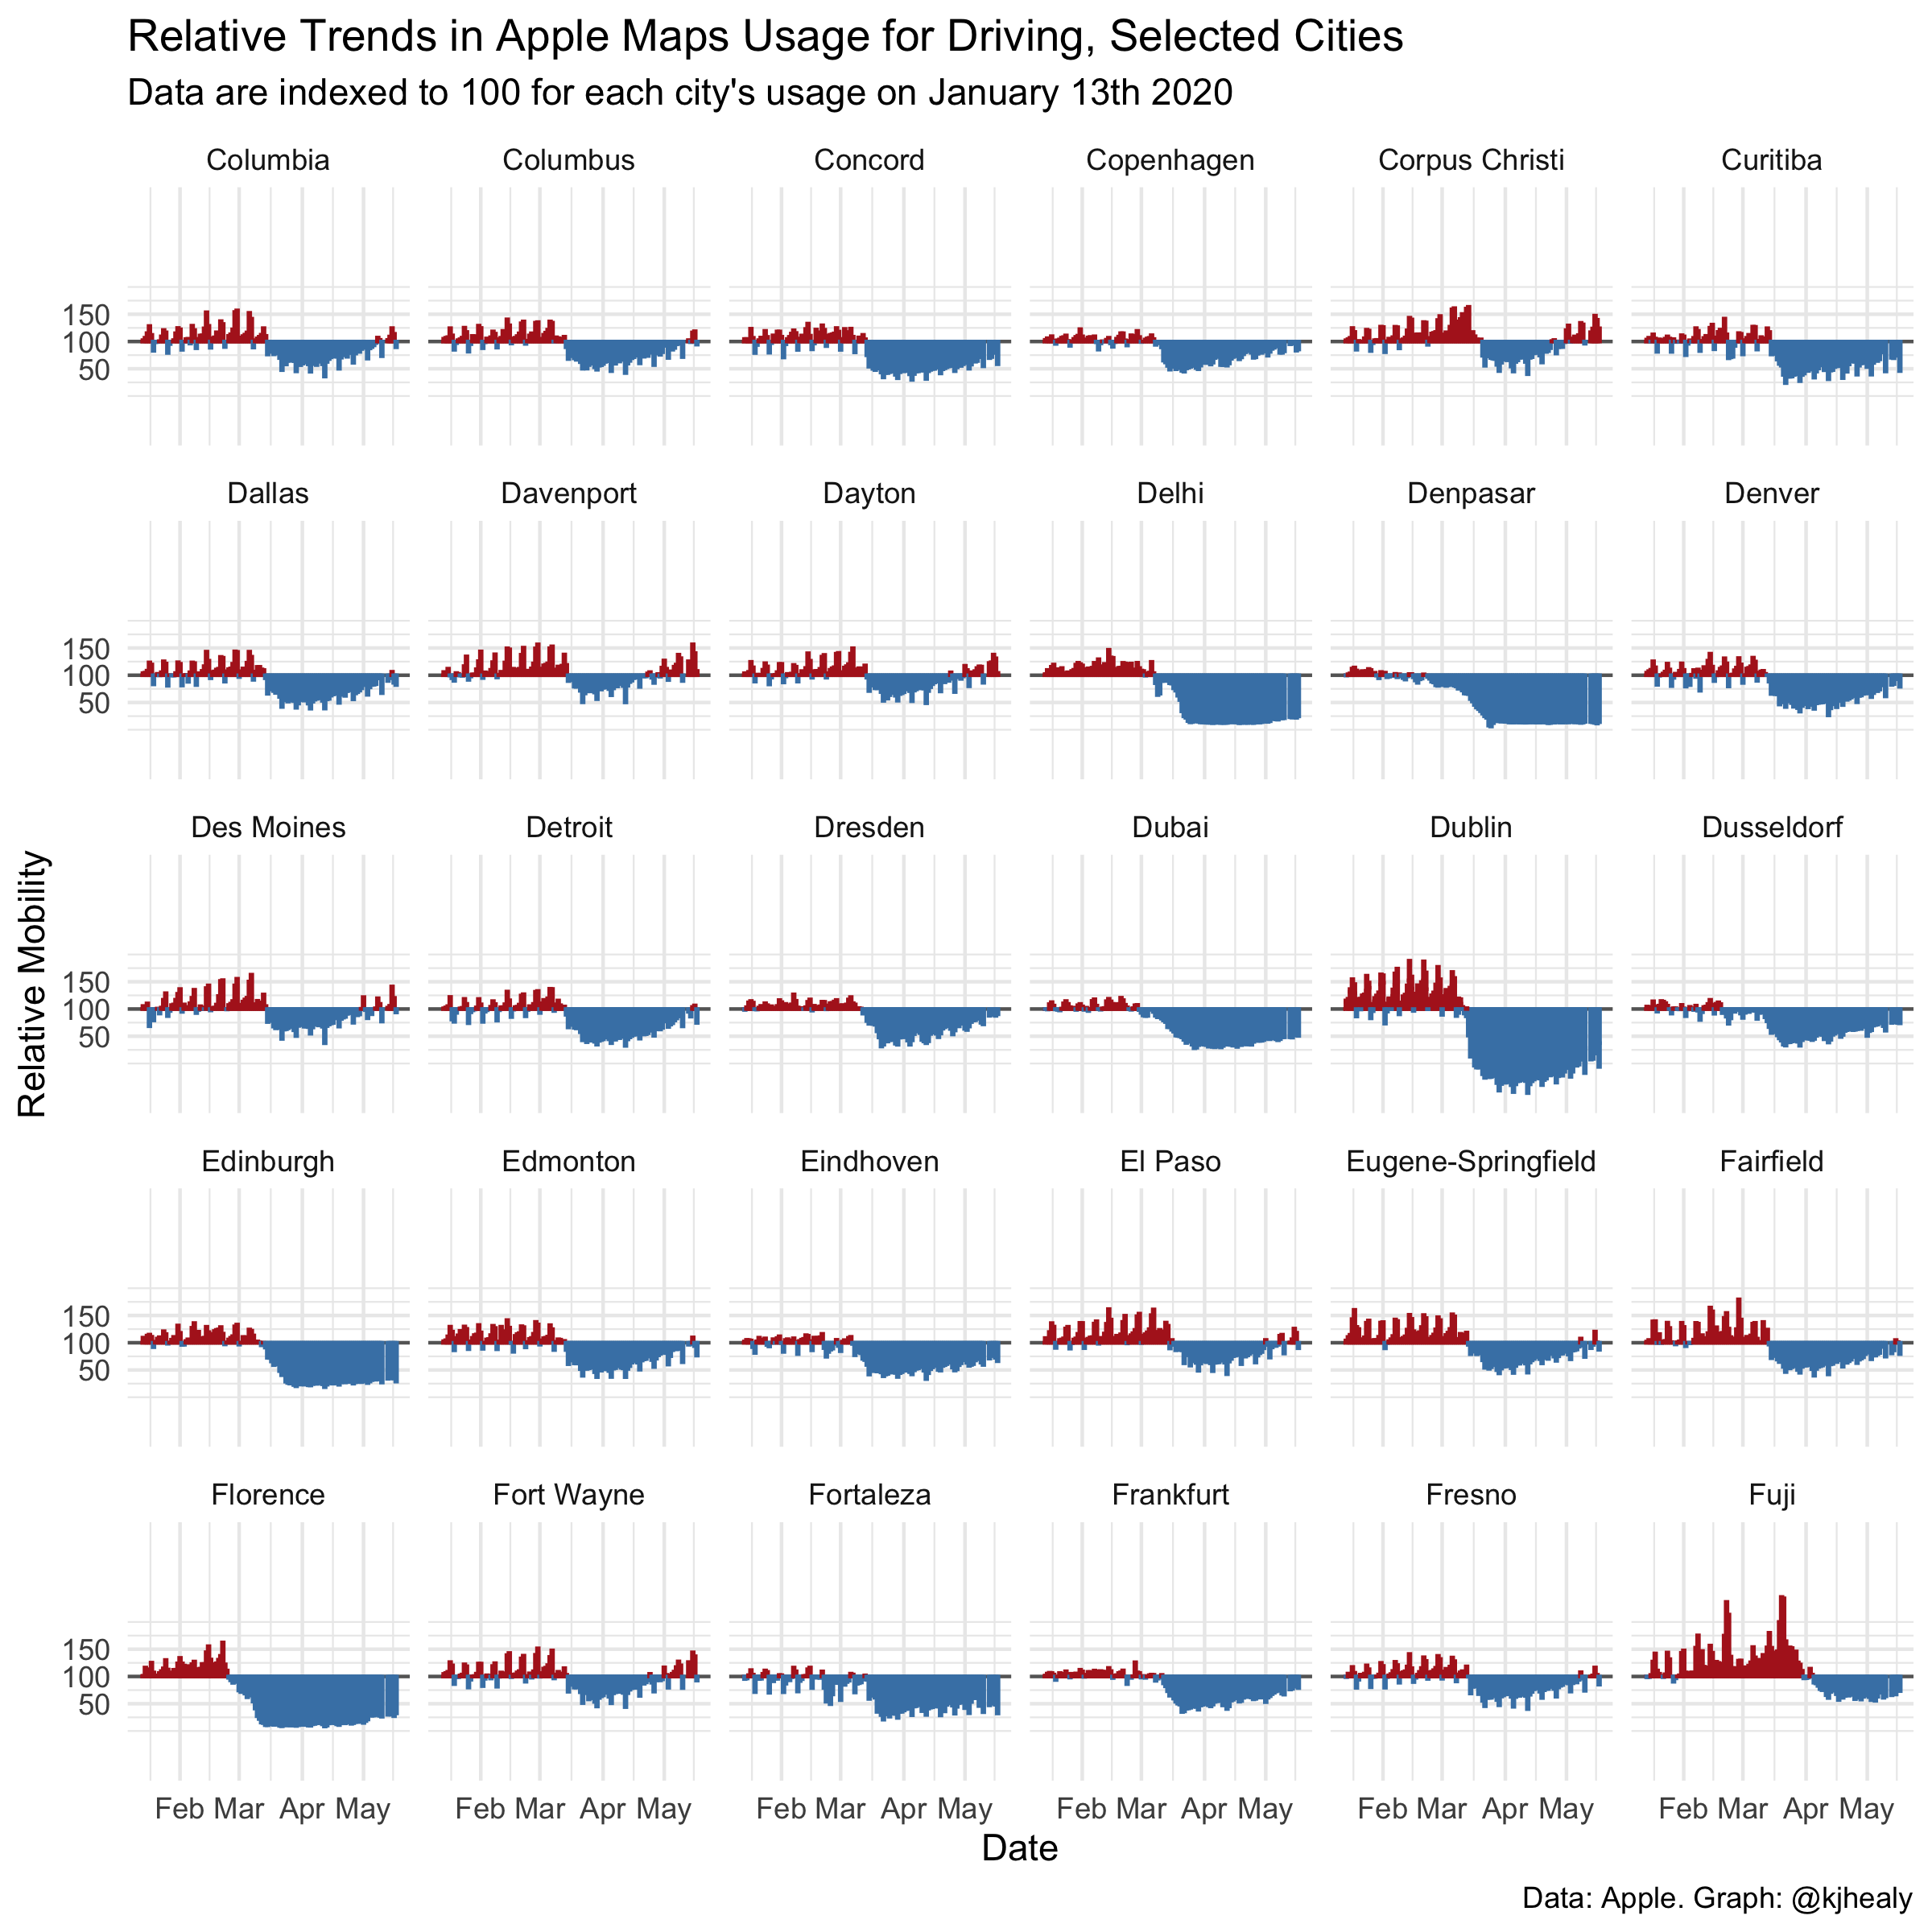 Relative Trends in Apple Maps Usage for Driving, Selected Cities
Data are indexed to 100 for each city's usage on January 13th 2020
Columbia Columbus Concord Copenhagen Corpus Christi Curitiba
150
100
50
Dallas Davenport Dayton Delhi Denpasar Denver
150
100
50
Des Moines Detroit Dresden Dubai Dublin Dusseldorf
150
100
50
Relative Mobility
Edinburgh Edmonton Eindhoven El Paso Eugene-Springfield Fairfield
150
100
50
Florence Fort Wayne Fortaleza Frankfurt Fresno Fuji
150
100
50
Feb Mar Apr May Feb Mar Apr May Feb Mar Apr May Feb Mar Apr May Feb Mar Apr May Feb Mar Apr May
Date
Data: Apple. Graph: @kjhealy